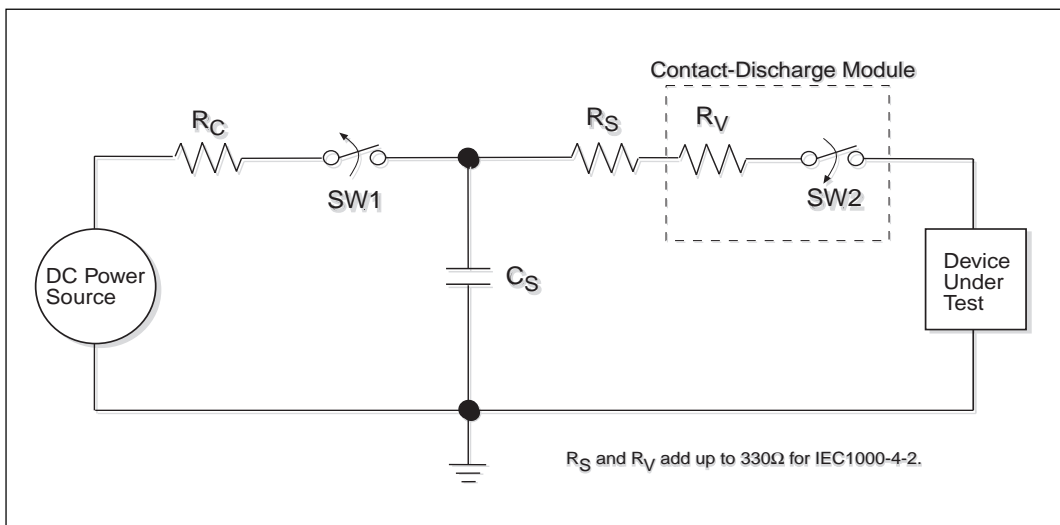 Contact-Discharge Module
RC
RS
RV
SW1
SW2
DC Power
Source
CS
Device
Under
Test
RS and RV add up to 330Ω for IEC1000-4-2.